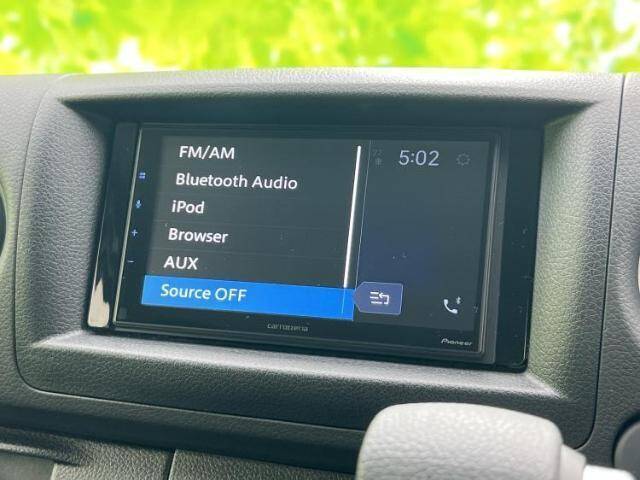 FM/AM
5:02
Bluetooth Audio
iPod
Browser
AUX
Source OFF
carrozzeria
Pioneer